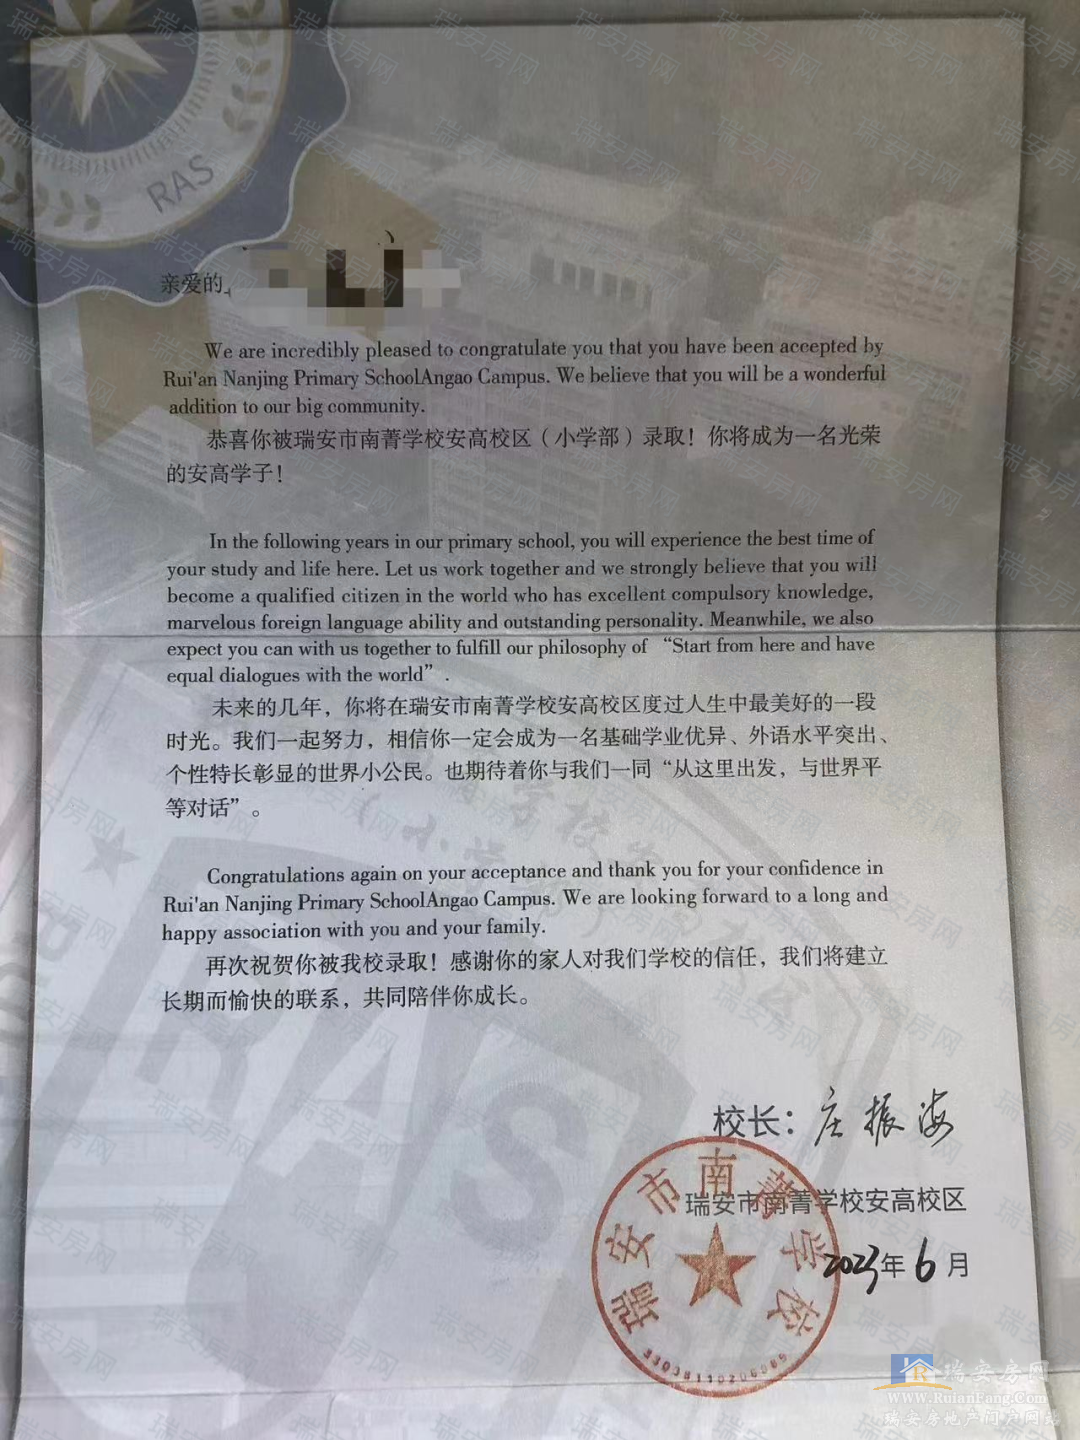 RAS
亲爱的
We are incredibly pleased to congratulate you that you have been accepted by
Rui'an Nanjing Primary SchoolAngao Campus. We believe that you will be a wonderful
addition to our big community.
恭喜你被瑞安市南菁学校安高校区（小学部）录取！你将成为一名光荣
的安高学子！
In the following years in our primary school, you will experience the best time of
your study and life here. Let us work together and we strongly believe that you will
become a qualified citizen in the world who has excellent compulsory knowledge,
marvelous foreign language ability and outstanding personality. Meanwhile, we also
expect you can with us together to fulfill our philosophy of “Start from here and have
equal dialogues with the world”.
未来的几年，你将在瑞安市南菁学校安高校区度过人生中最美好的一段
时光。我们一起努力，相信你一定会成为一名基础学业优异、外语水平突出、
个性特长彰显的世界小公民。也期待着你与我们一同“从这里出发，与世界平
等对话”。
Congratulations again on your acceptance and thank you for your confidence in
Rui'an Nanjing Primary SchoolAngao Campus. We are looking forward to a long and
happy association with you and your family.
再次祝贺你被我校录取！感谢你的家人对我们学校的信任，我们将建立
长期而愉快的联系，共同陪伴你成长。
RAS
校长：庄振海
瑞安市南菁学校安高校区
2023年6月
瑞安市南菁学校
瑞安房网
www.RuianFang.Com
瑞安房地产门户网站